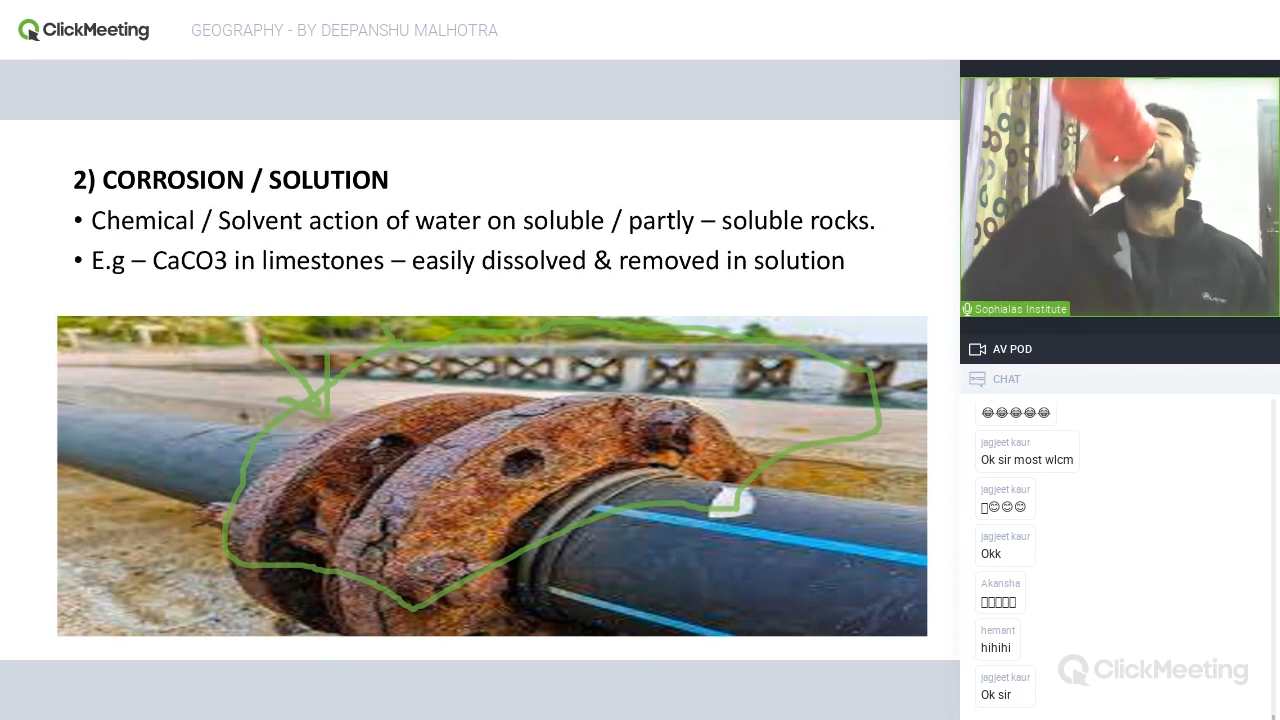 ClickMeeting
GEOGRAPHY - BY DEEPANSHU MALHOTRA
2) CORROSION / SOLUTION
• Chemical / Solvent action of water on soluble / partly – soluble rocks.
• E.g – CaCO3 in limestones – easily dissolved & removed in solution
Sophialas Institute
AV POD
CHAT
😂😂😂😂😂
jagjeet kaur
Ok sir most wlcm
jagjeet kaur
😊😊😊
jagjeet kaur
Okk
Akansha
hemant
hihihi
jagjeet kaur
Ok sir
ClickMeeting